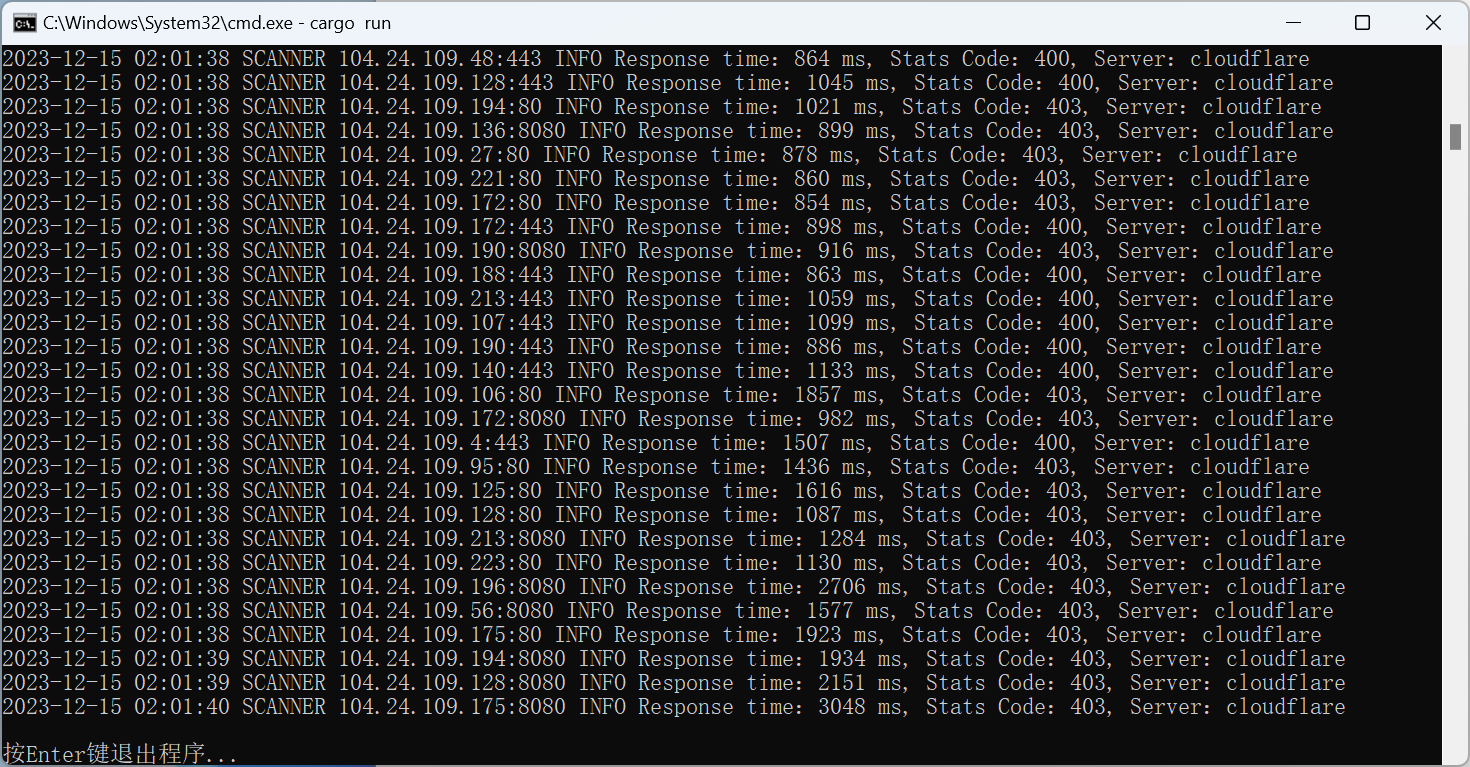 C:\Windows\System32\cmd.exe - cargo  run
2023-12-15 02:01:38 SCANNER 104.24.109.48:443 INFO Response time: 864 ms, Stats Code: 400, Server: cloudflare
2023-12-15 02:01:38 SCANNER 104.24.109.128:443 INFO Response time: 1045 ms, Stats Code: 400, Server: cloudflare
2023-12-15 02:01:38 SCANNER 104.24.109.194:80 INFO Response time: 1021 ms, Stats Code: 403, Server: cloudflare
2023-12-15 02:01:38 SCANNER 104.24.109.136:8080 INFO Response time: 899 ms, Stats Code: 403, Server: cloudflare
2023-12-15 02:01:38 SCANNER 104.24.109.27:80 INFO Response time: 878 ms, Stats Code: 403, Server: cloudflare
2023-12-15 02:01:38 SCANNER 104.24.109.221:80 INFO Response time: 860 ms, Stats Code: 403, Server: cloudflare
2023-12-15 02:01:38 SCANNER 104.24.109.172:80 INFO Response time: 854 ms, Stats Code: 403, Server: cloudflare
2023-12-15 02:01:38 SCANNER 104.24.109.172:443 INFO Response time: 898 ms, Stats Code: 400, Server: cloudflare
2023-12-15 02:01:38 SCANNER 104.24.109.190:8080 INFO Response time: 916 ms, Stats Code: 403, Server: cloudflare
2023-12-15 02:01:38 SCANNER 104.24.109.188:443 INFO Response time: 863 ms, Stats Code: 400, Server: cloudflare
2023-12-15 02:01:38 SCANNER 104.24.109.213:443 INFO Response time: 1059 ms, Stats Code: 400, Server: cloudflare
2023-12-15 02:01:38 SCANNER 104.24.109.107:443 INFO Response time: 1099 ms, Stats Code: 400, Server: cloudflare
2023-12-15 02:01:38 SCANNER 104.24.109.190:443 INFO Response time: 886 ms, Stats Code: 400, Server: cloudflare
2023-12-15 02:01:38 SCANNER 104.24.109.140:443 INFO Response time: 1133 ms, Stats Code: 400, Server: cloudflare
2023-12-15 02:01:38 SCANNER 104.24.109.106:80 INFO Response time: 1857 ms, Stats Code: 403, Server: cloudflare
2023-12-15 02:01:38 SCANNER 104.24.109.172:8080 INFO Response time: 982 ms, Stats Code: 403, Server: cloudflare
2023-12-15 02:01:38 SCANNER 104.24.109.4:443 INFO Response time: 1507 ms, Stats Code: 400, Server: cloudflare
2023-12-15 02:01:38 SCANNER 104.24.109.95:80 INFO Response time: 1436 ms, Stats Code: 403, Server: cloudflare
2023-12-15 02:01:38 SCANNER 104.24.109.125:80 INFO Response time: 1616 ms, Stats Code: 403, Server: cloudflare
2023-12-15 02:01:38 SCANNER 104.24.109.128:80 INFO Response time: 1087 ms, Stats Code: 403, Server: cloudflare
2023-12-15 02:01:38 SCANNER 104.24.109.213:8080 INFO Response time: 1284 ms, Stats Code: 403, Server: cloudflare
2023-12-15 02:01:38 SCANNER 104.24.109.223:80 INFO Response time: 1130 ms, Stats Code: 403, Server: cloudflare
2023-12-15 02:01:38 SCANNER 104.24.109.196:8080 INFO Response time: 2706 ms, Stats Code: 403, Server: cloudflare
2023-12-15 02:01:38 SCANNER 104.24.109.56:8080 INFO Response time: 1577 ms, Stats Code: 403, Server: cloudflare
2023-12-15 02:01:38 SCANNER 104.24.109.175:80 INFO Response time: 1923 ms, Stats Code: 403, Server: cloudflare
2023-12-15 02:01:39 SCANNER 104.24.109.194:8080 INFO Response time: 1934 ms, Stats Code: 403, Server: cloudflare
2023-12-15 02:01:39 SCANNER 104.24.109.128:8080 INFO Response time: 2151 ms, Stats Code: 403, Server: cloudflare
2023-12-15 02:01:40 SCANNER 104.24.109.175:8080 INFO Response time: 3048 ms, Stats Code: 403, Server: cloudflare
按Enter键退出程序...